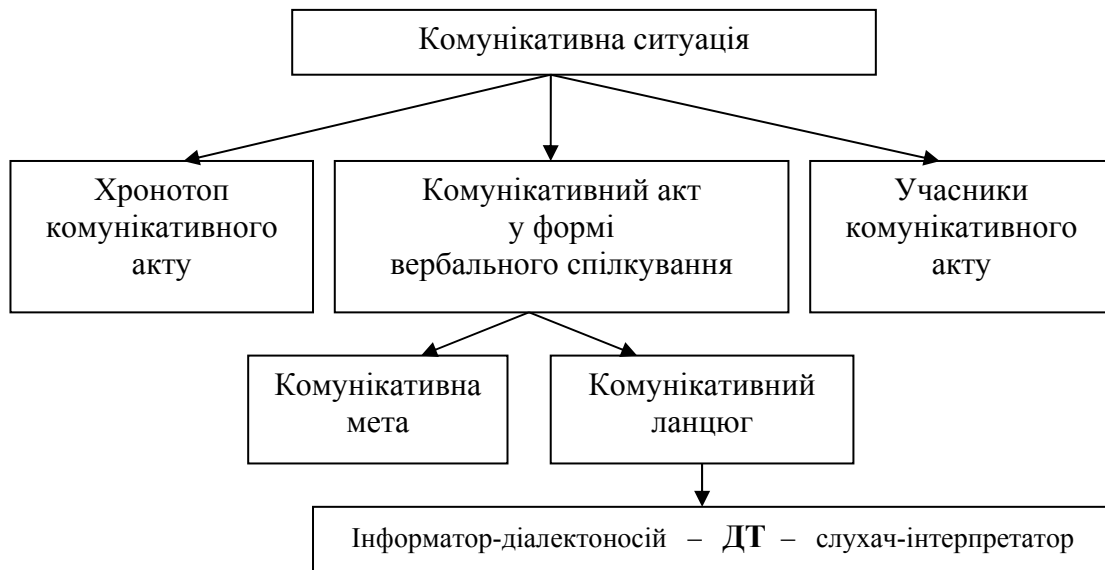 Комунікативна ситуація
Хронотоп
комунікативного
акту
Комунікативний акт
у формі
вербального спілкування
Учасники
комунікативного
акту
Комунікативна
мета
Комунікативний
ланцюг
Інформатор-діалектоносій – ДТ – слухач-інтерпретатор